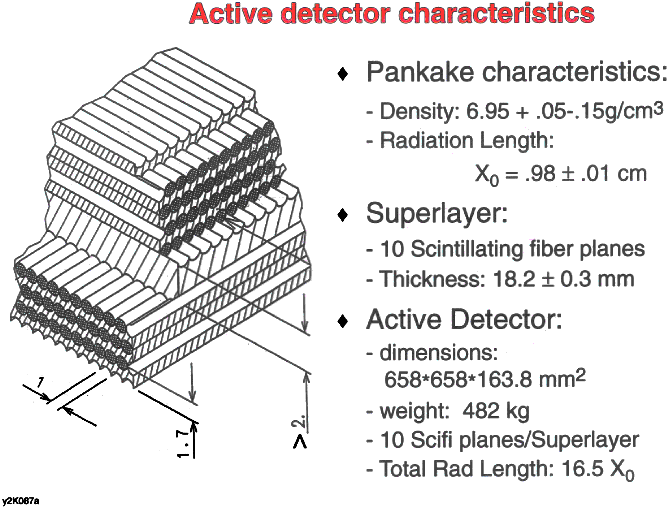 Active detector characteristics
♦ Pankake characteristics:
- Density: 6.95 + .05-.15g/cm³
- Radiation Length:
X₀ = .98 ± .01 cm
♦ Superlayer:
- 10 Scintillating fiber planes
- Thickness: 18.2 ± 0.3 mm
♦ Active Detector:
- dimensions:
658*658*163.8 mm²
- weight: 482 kg
- 10 Scifi planes/Superlayer
- Total Rad Length: 16.5 X₀
1
1.7
> 2.
y2K087a